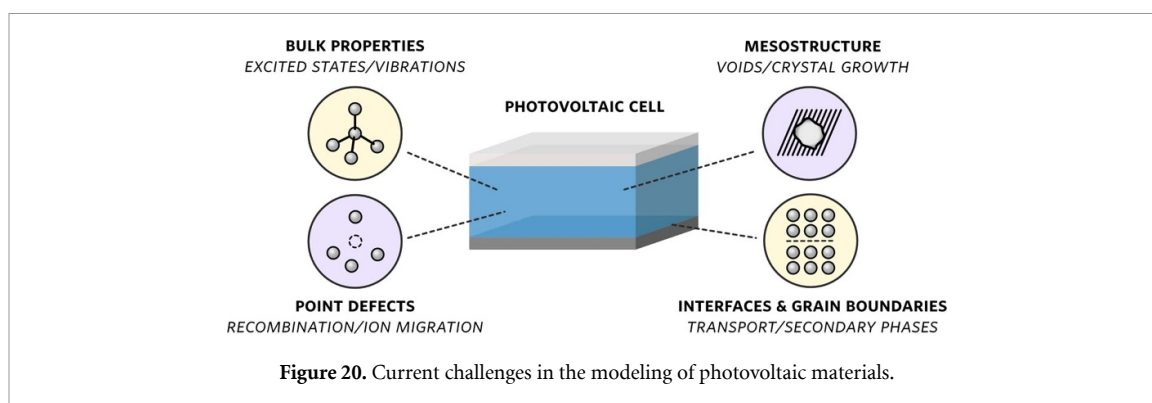 BULK PROPERTIES
EXCITED STATES/VIBRATIONS
MESOSTRUCTURE
VOIDS/CRYSTAL GROWTH
PHOTOVOLTAIC CELL
POINT DEFECTS
RECOMBINATION/ION MIGRATION
INTERFACES & GRAIN BOUNDARIES
TRANSPORT/SECONDARY PHASES
Figure 20. Current challenges in the modeling of photovoltaic materials.